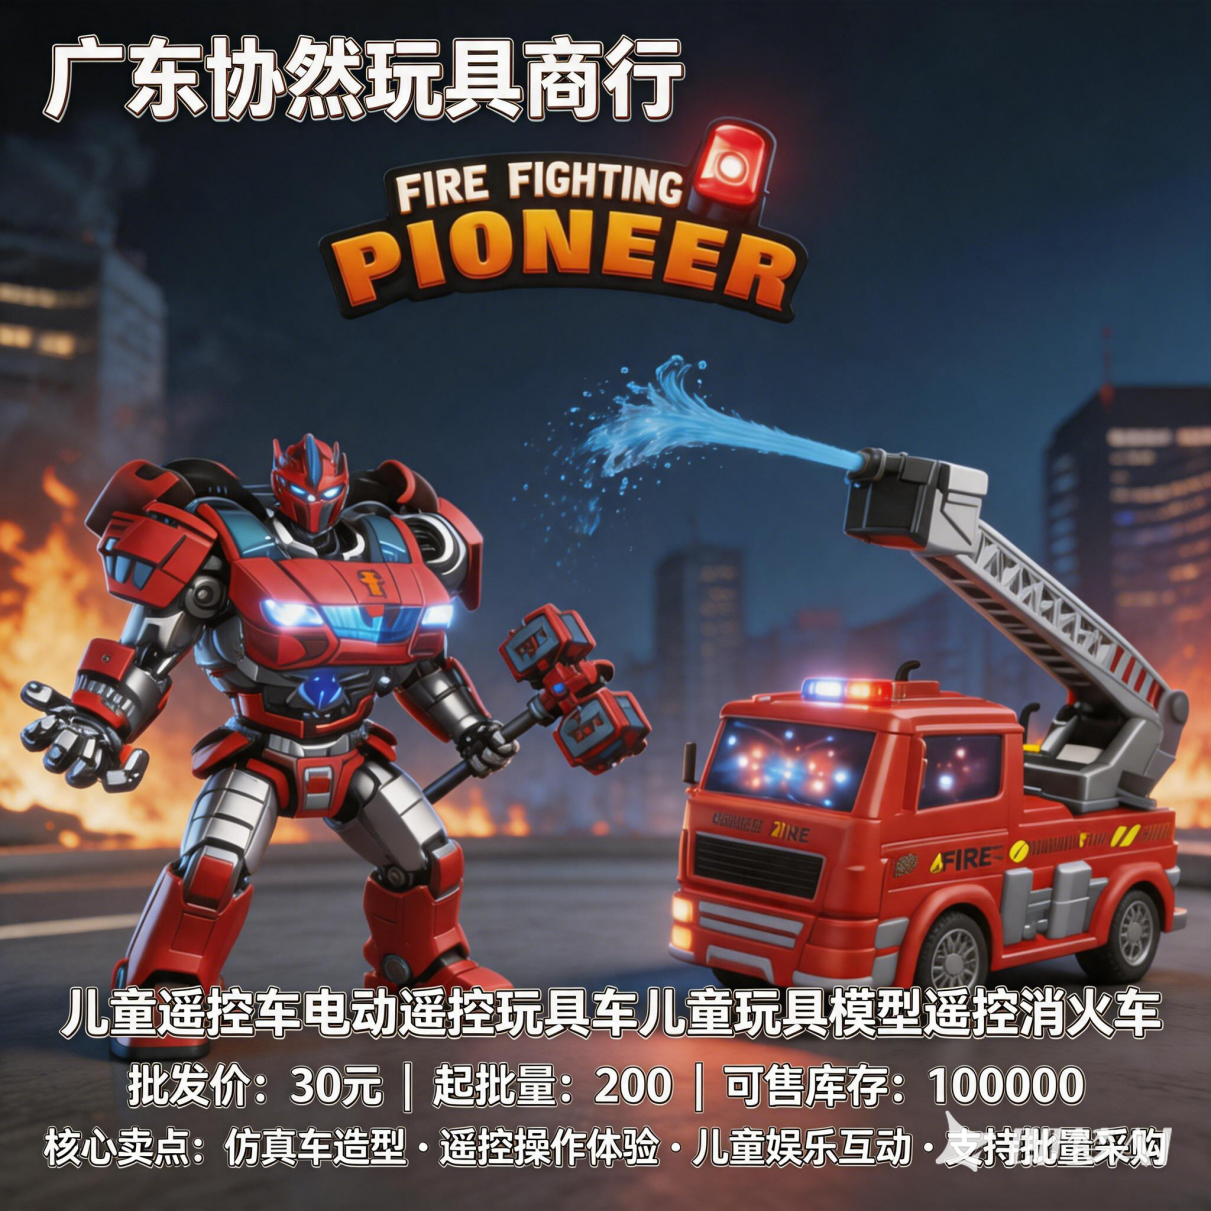 广东协然玩具商行
FIRE FIGHTING
PIONEER
FIRE
儿童遥控车电动遥控玩具车儿童玩具模型遥控消火车
批发价：30元 | 起批量：200 | 可售库存：100000
核心卖点：仿真车造型·遥控操作体验·儿童娱乐互动·支持批量采购